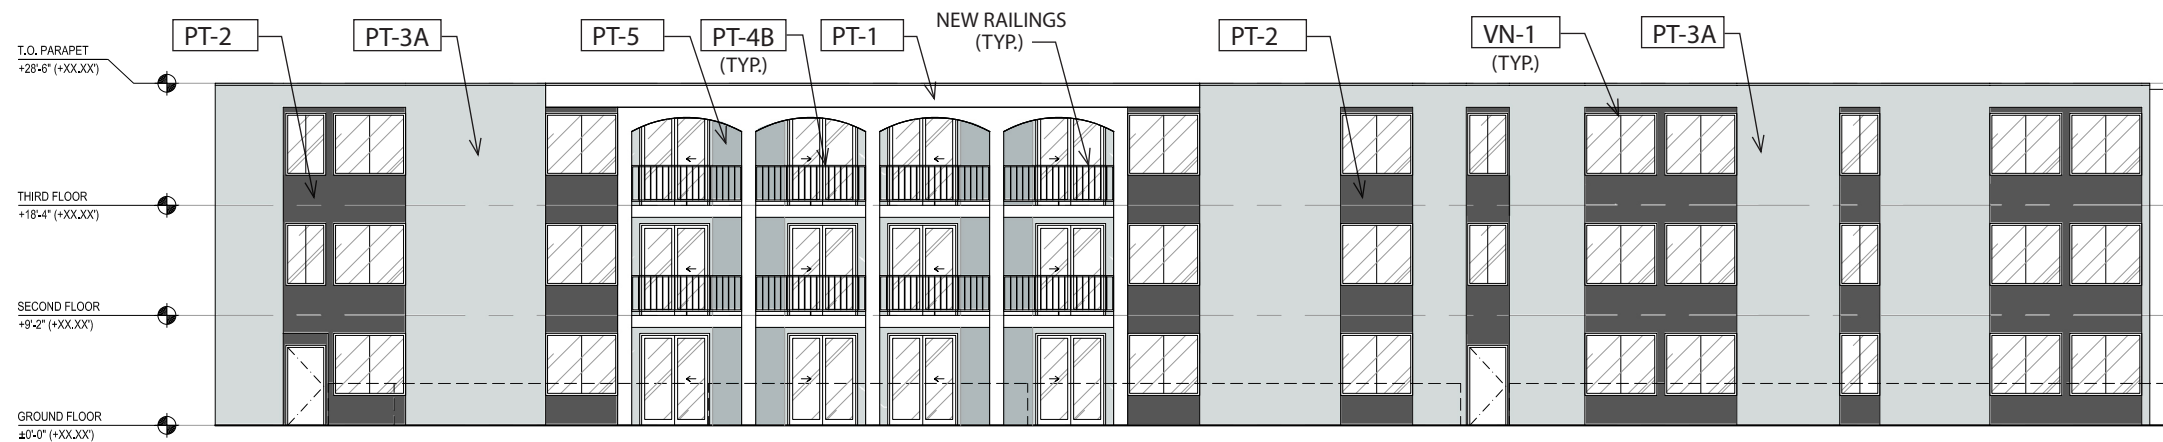 PT-2
PT-3A
PT-5
PT-4B
(TYP.)
PT-1
NEW RAILINGS
(TYP.)
PT-2
VN-1
(TYP.)
PT-3A
T.O. PARAPET
+28'-6" (+XX.XX')
THIRD FLOOR
+18'-4" (+XX.XX')
SECOND FLOOR
+9'-2" (+XX.XX')
GROUND FLOOR
±0'-0" (+XX.XX')